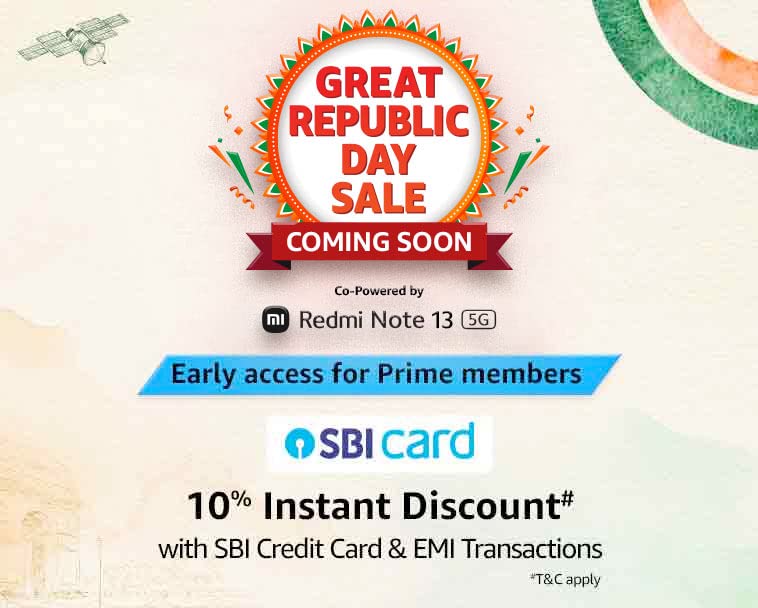 GREAT
REPUBLIC
DAY
SALE
COMING SOON
Co-Powered by
mi Redmi Note 13 5G
Early access for Prime members
SBI card
10% Instant Discount#
with SBI Credit Card & EMI Transactions
#T&C apply